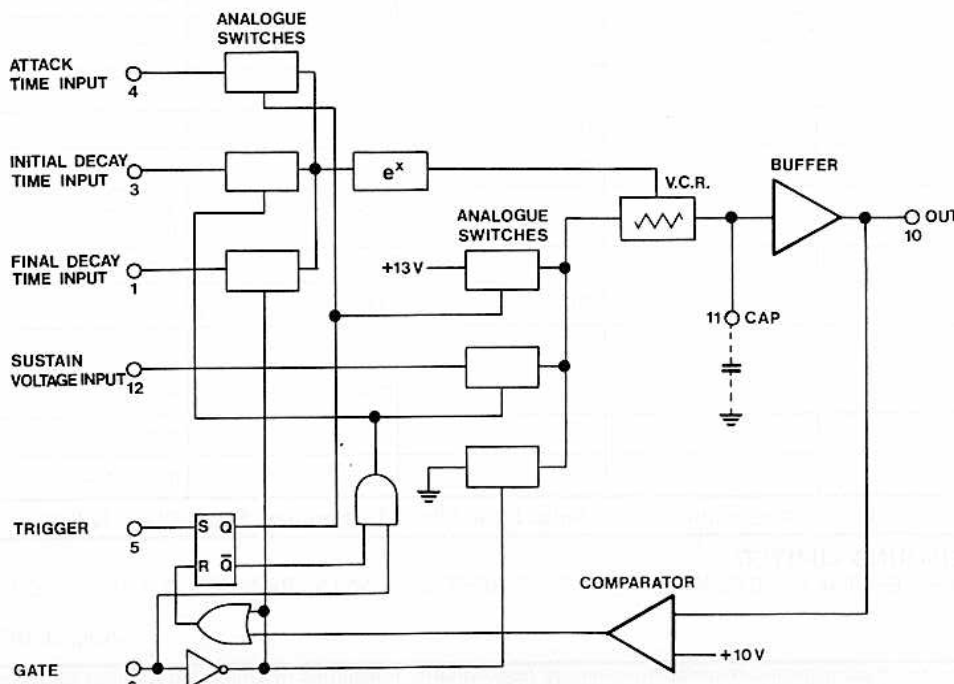 ANALOGUE
SWITCHES
ATTACK
TIME INPUT
4
INITIAL DECAY
TIME INPUT
3
e^x
V.C.R.
BUFFER
OUT
10
ANALOGUE
SWITCHES
FINAL DECAY
TIME INPUT
1
+13V
11 CAP
SUSTAIN
VOLTAGE INPUT
12
TRIGGER
5
S Q
R Q̅
COMPARATOR
+10V
GATE